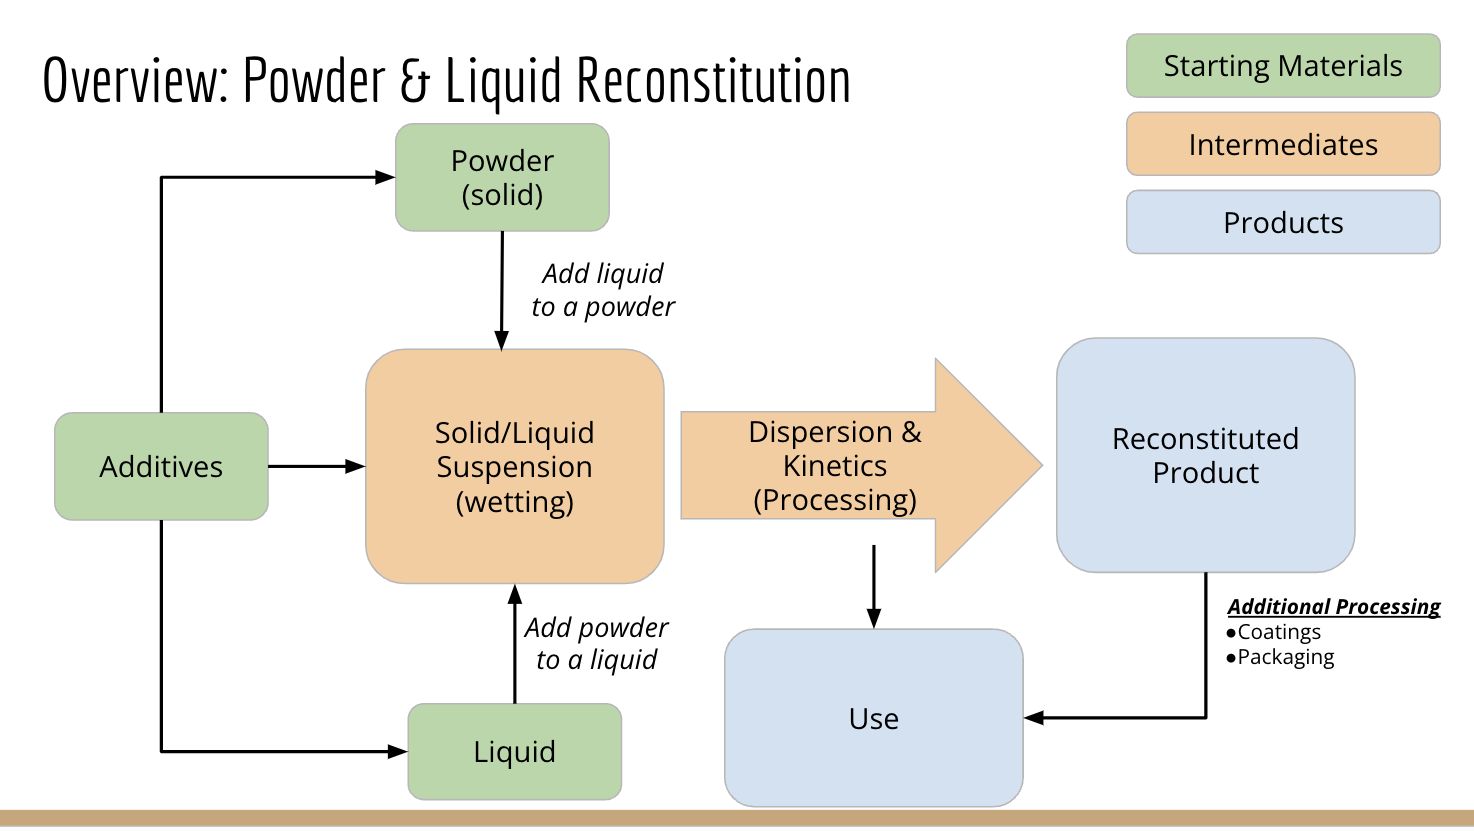 Overview: Powder & Liquid Reconstitution
Starting Materials
Intermediates
Products
Powder
(solid)
Add liquid
to a powder
Additives
Solid/Liquid
Suspension
(wetting)
Dispersion &
Kinetics
(Processing)
Reconstituted
Product
Add powder
to a liquid
Additional Processing
●Coatings
●Packaging
Liquid
Use